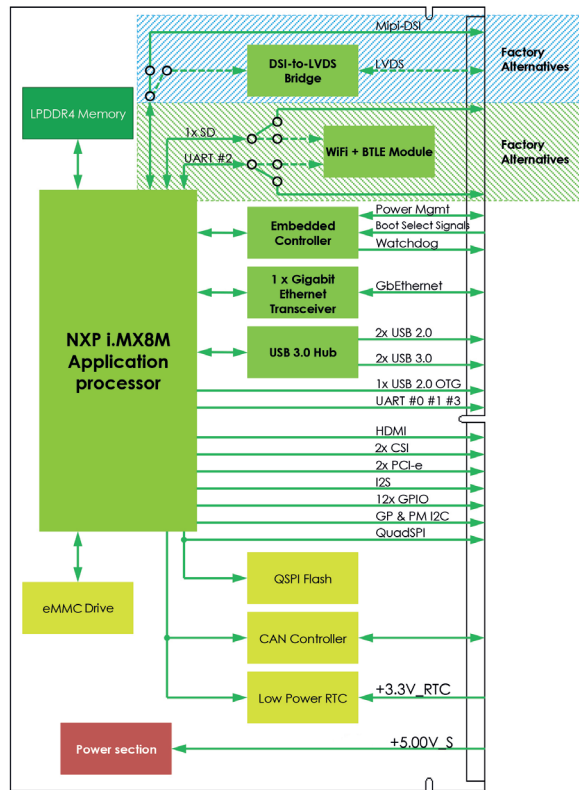 Mipi-DSI
DSI-to-LVDS
Bridge
LVDS
Factory
Alternatives
LPDDR4 Memory
1x SD
WiFi + BTLE Module
Factory
Alternatives
UART #2
Power Mgmt
Embedded
Controller
Boot Select Signals
Watchdog
1 x Gigabit
Ethernet
Transceiver
GbEthernet
NXP i.MX8M
Application
processor
USB 3.0 Hub
2x USB 2.0
2x USB 3.0
1x USB 2.0 OTG
UART #0 #1 #3
HDMI
2x CSI
2x PCI-e
I2S
12x GPIO
GP & PM I2C
QuadSPI
QSPI Flash
eMMC Drive
CAN Controller
Low Power RTC
+3.3V_RTC
Power section
+5.00V_S